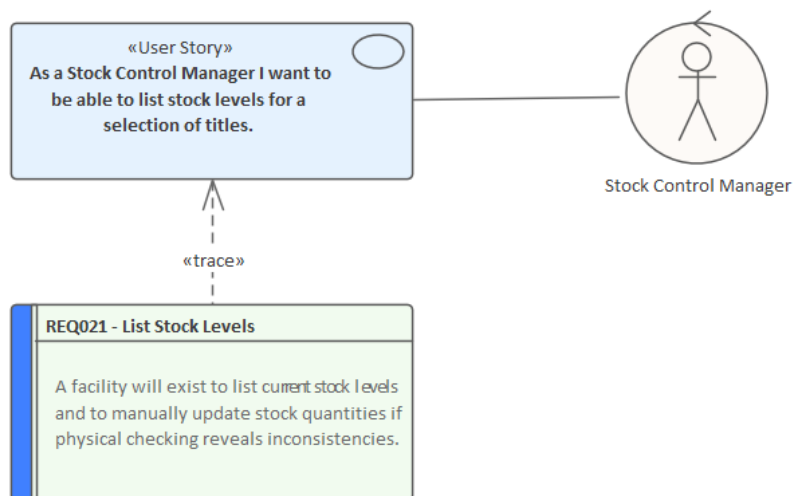 «User Story»
As a Stock Control Manager I want to
be able to list stock levels for a
selection of titles.
Stock Control Manager
«trace»
REQ021 - List Stock Levels
A facility will exist to list current stock levels
and to manually update stock quantities if
physical checking reveals inconsistencies.